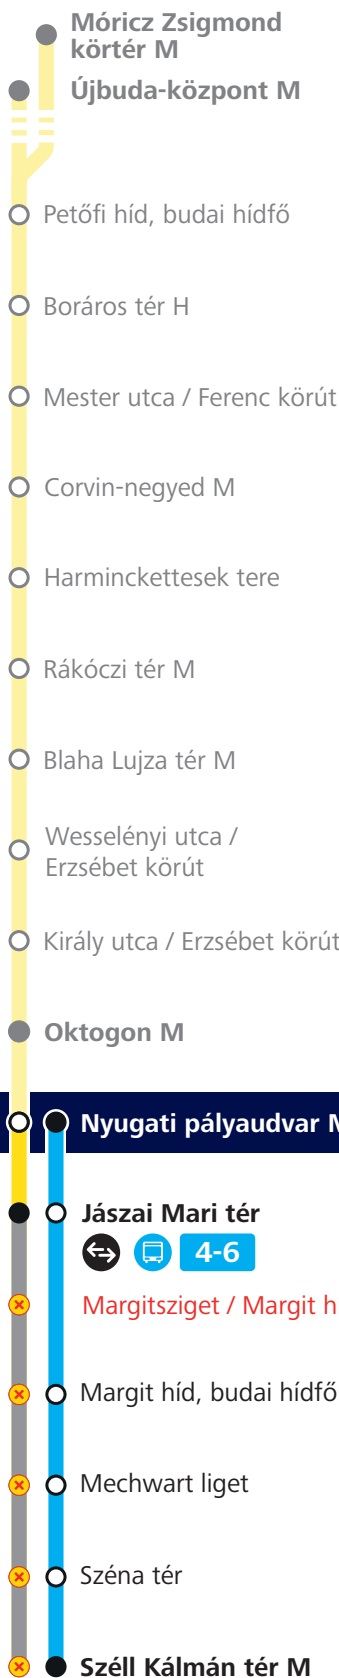 Móricz Zsigmond
körtér M
Újbuda-központ M
Petőfi híd, budai hídfő
Boráros tér H
Mester utca / Ferenc körút
Corvin-negyed M
Harminckettesek tere
Rákóczi tér M
Blaha Lujza tér M
Wesselényi utca /
Erzsébet körút
Király utca / Erzsébet körút
Oktogon M
Nyugati pályaudvar M
Jászai Mari tér
4-6
Margitsziget / Margit h
Margit híd, budai hídfő
Mechwart liget
Széna tér
Széll Kálmán tér M